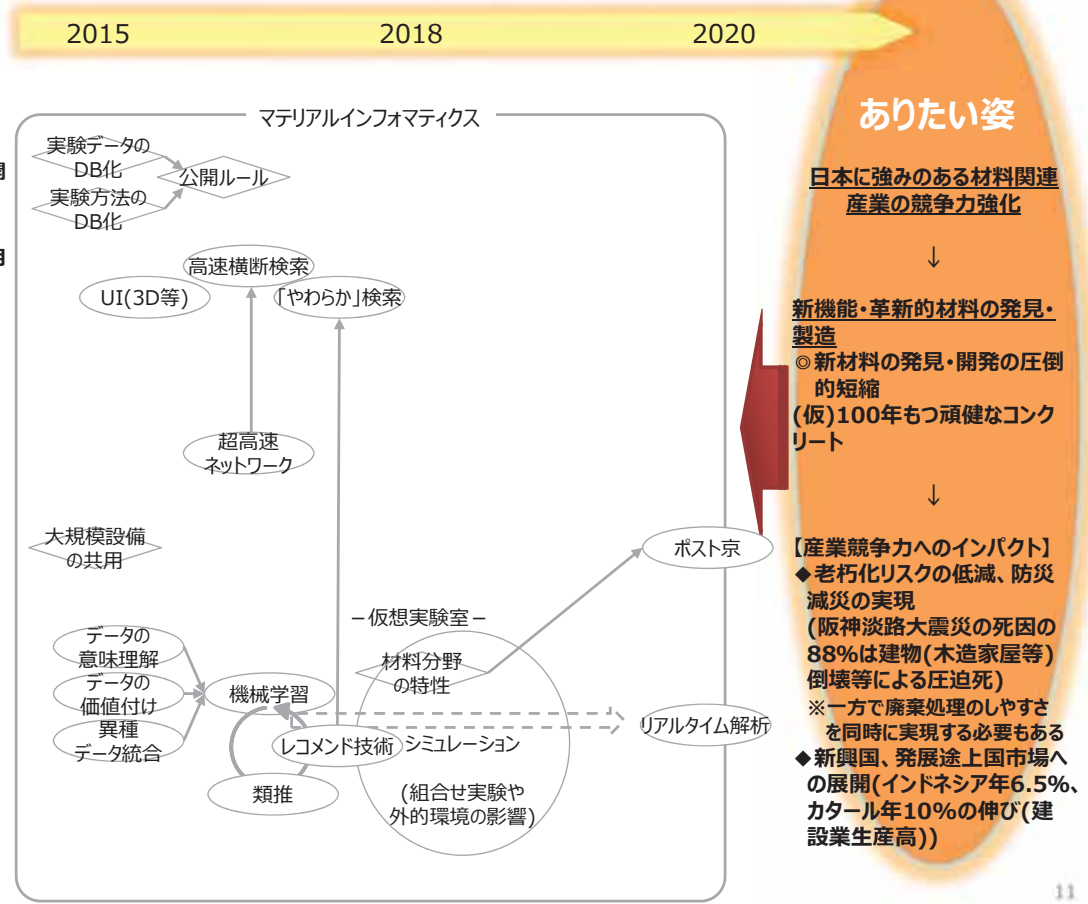 2015 2018 2020
マテリアルインフォマティクス
実験データの
DB化
公開ルール
実験方法の
DB化
高速横断検索
UI(3D等)
「やわらか」検索
超高速
ネットワーク
大規模設備
の共用
ポスト京
－仮想実験室－
データの
意味理解
データの
価値付け
異種
データ統合
機械学習
材料分野
の特性
レコメンド技術
シミュレーション
リアルタイム解析
類推
(組合せ実験や
外的環境の影響)
ありたい姿
日本に強みのある材料関連
産業の競争力強化
↓
新機能・革新的材料の発見・
製造
◎新材料の発見・開発の圧倒
的短縮
(仮)100年もつ頑健なコンク
リート
↓
【産業競争力へのインパクト】
◆老朽化リスクの低減、防災
減災の実現
(阪神淡路大震災の死因の
88%は建物(木造家屋等)
倒壊等による圧迫死)
※一方で廃棄処理のしやすさ
を同時に実現する必要もある
◆新興国、発展途上国市場へ
の展開(インドネシア年6.5%、
カタール年10%の伸び(建
設業生産高))
11